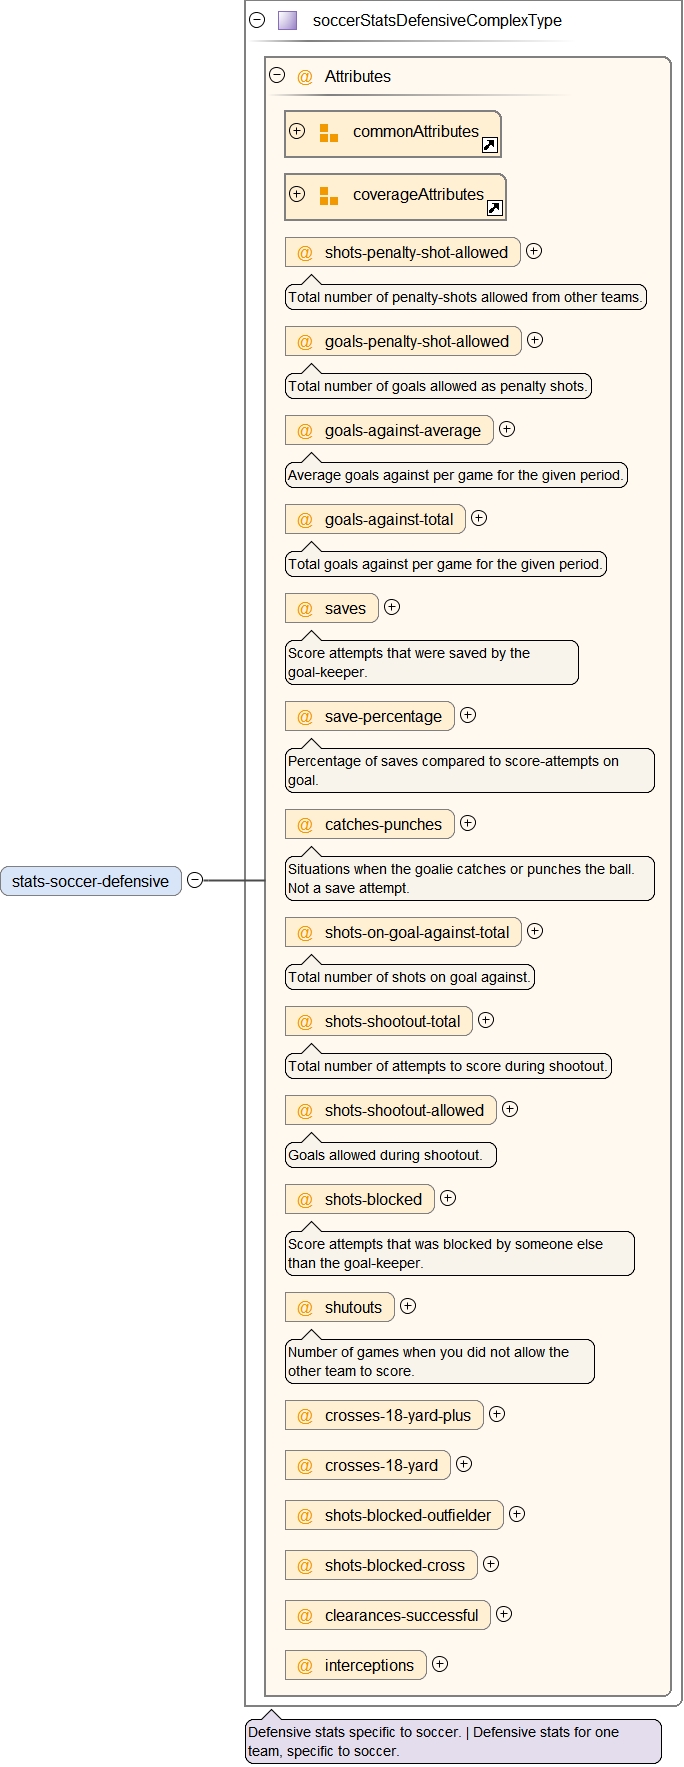 soccerStatsDefensiveComplexType
@ Attributes
commonAttributes
coverageAttributes
@ shots-penalty-shot-allowed
Total number of penalty-shots allowed from other teams.
@ goals-penalty-shot-allowed
Total number of goals allowed as penalty shots.
@ goals-against-average
Average goals against per game for the given period.
@ goals-against-total
Total goals against per game for the given period.
@ saves
Score attempts that were saved by the
goal-keeper.
@ save-percentage
Percentage of saves compared to score-attempts on
goal.
@ catches-punches
Situations when the goalie catches or punches the ball.
Not a save attempt.
stats-soccer-defensive
@ shots-on-goal-against-total
Total number of shots on goal against.
@ shots-shootout-total
Total number of attempts to score during shootout.
@ shots-shootout-allowed
Goals allowed during shootout.
@ shots-blocked
Score attempts that was blocked by someone else
than the goal-keeper.
@ shutouts
Number of games when you did not allow the
other team to score.
@ crosses-18-yard-plus
@ crosses-18-yard
@ shots-blocked-outfielder
@ shots-blocked-cross
@ clearances-successful
@ interceptions
Defensive stats specific to soccer. | Defensive stats for one
team, specific to soccer.